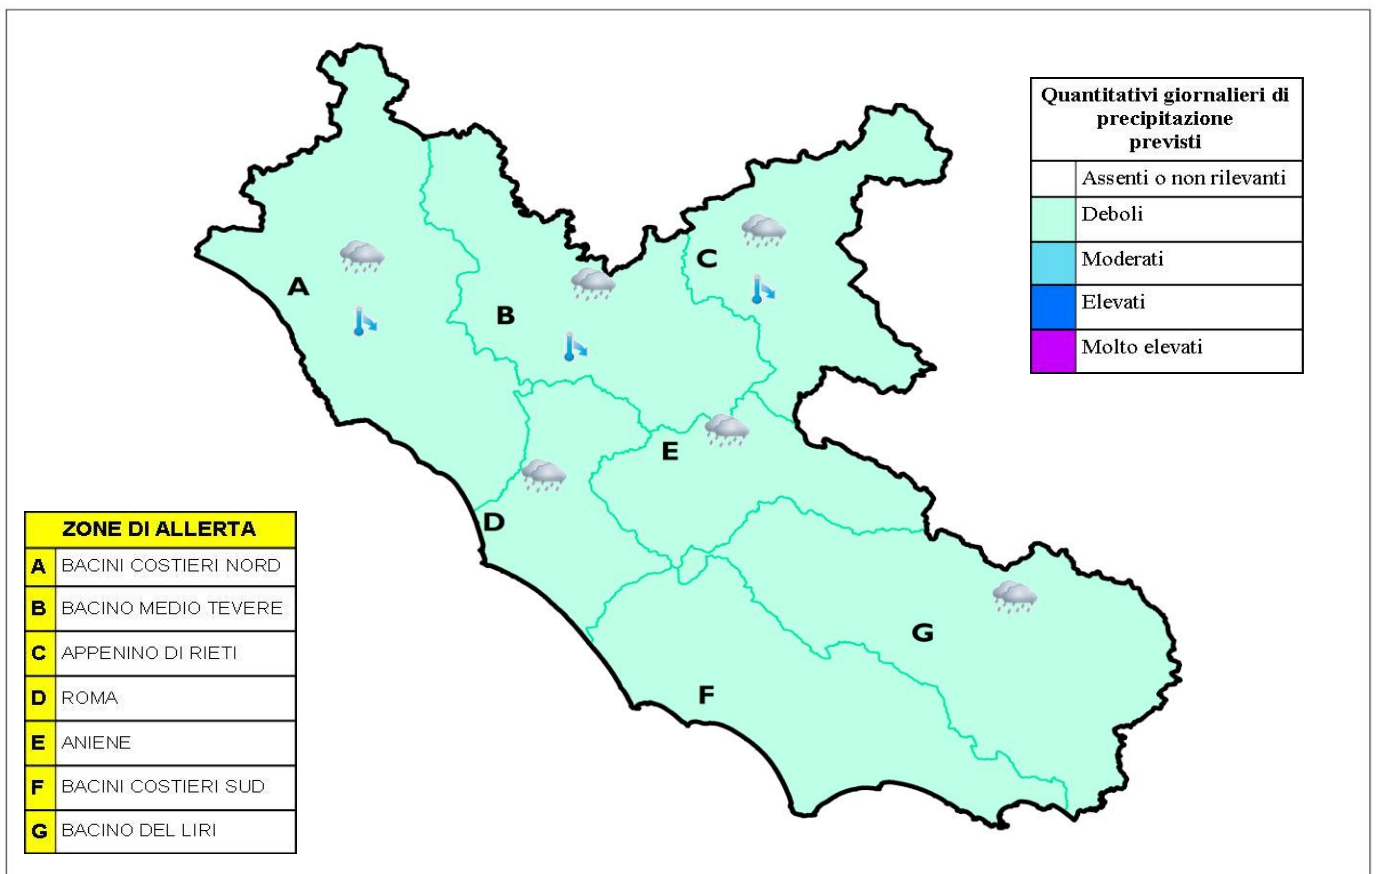 Quantitativi giornalieri di
precipitazione
previsti
Assenti o non rilevanti
Deboli
Moderati
Elevati
Molto elevati
A
B
C
D
E
F
G
ZONE DI ALLERTA
A BACINI COSTIERI NORD
B BACINO MEDIO TEVERE
C APPENINO DI RIETI
D ROMA
E ANIENE
F BACINI COSTIERI SUD
G BACINO DEL LIRI